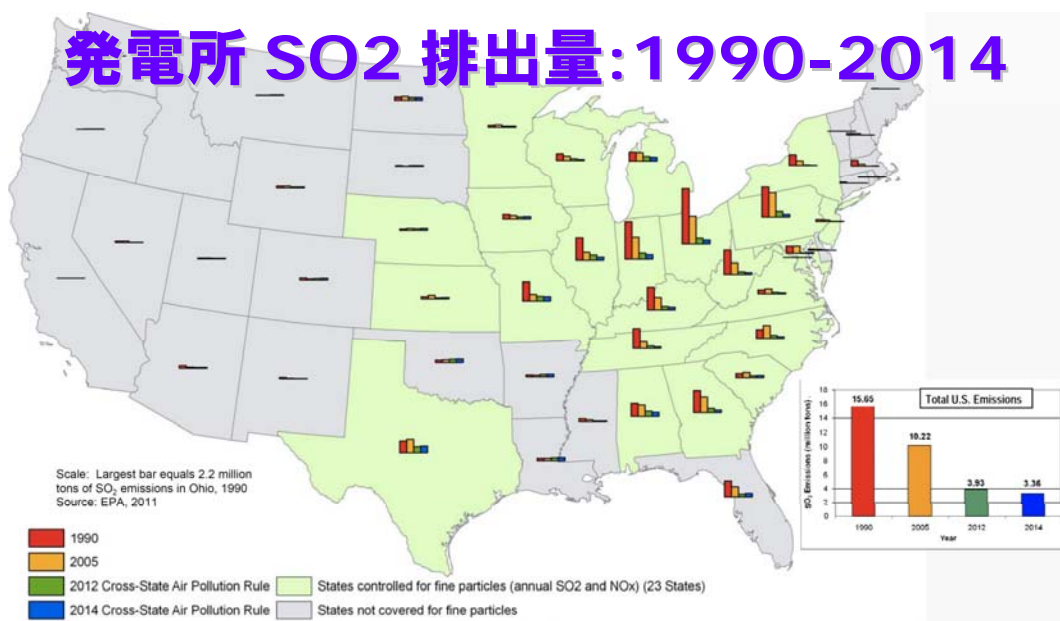 発電所 SO2 排出量:1990-2014
Scale: Largest bar equals 2.2 million
tons of SO₂ emissions in Ohio, 1990
Source: EPA, 2011
1990
2005
2012 Cross-State Air Pollution Rule
2014 Cross-State Air Pollution Rule
States controlled for fine particles (annual SO2 and NOx) (23 States)
States not covered for fine particles
Total U.S. Emissions
SO₂ Emissions (million tons)
18
16
14
12
10
8
6
4
2
0
15.65
10.22
3.93
3.36
1990
2005
2012
2014
Year